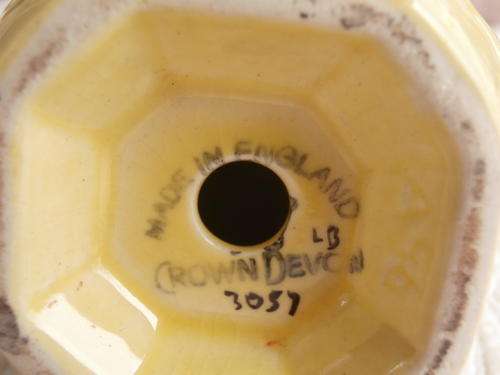 MADE IN ENGLAND
LB
CROWN DEVON
3057